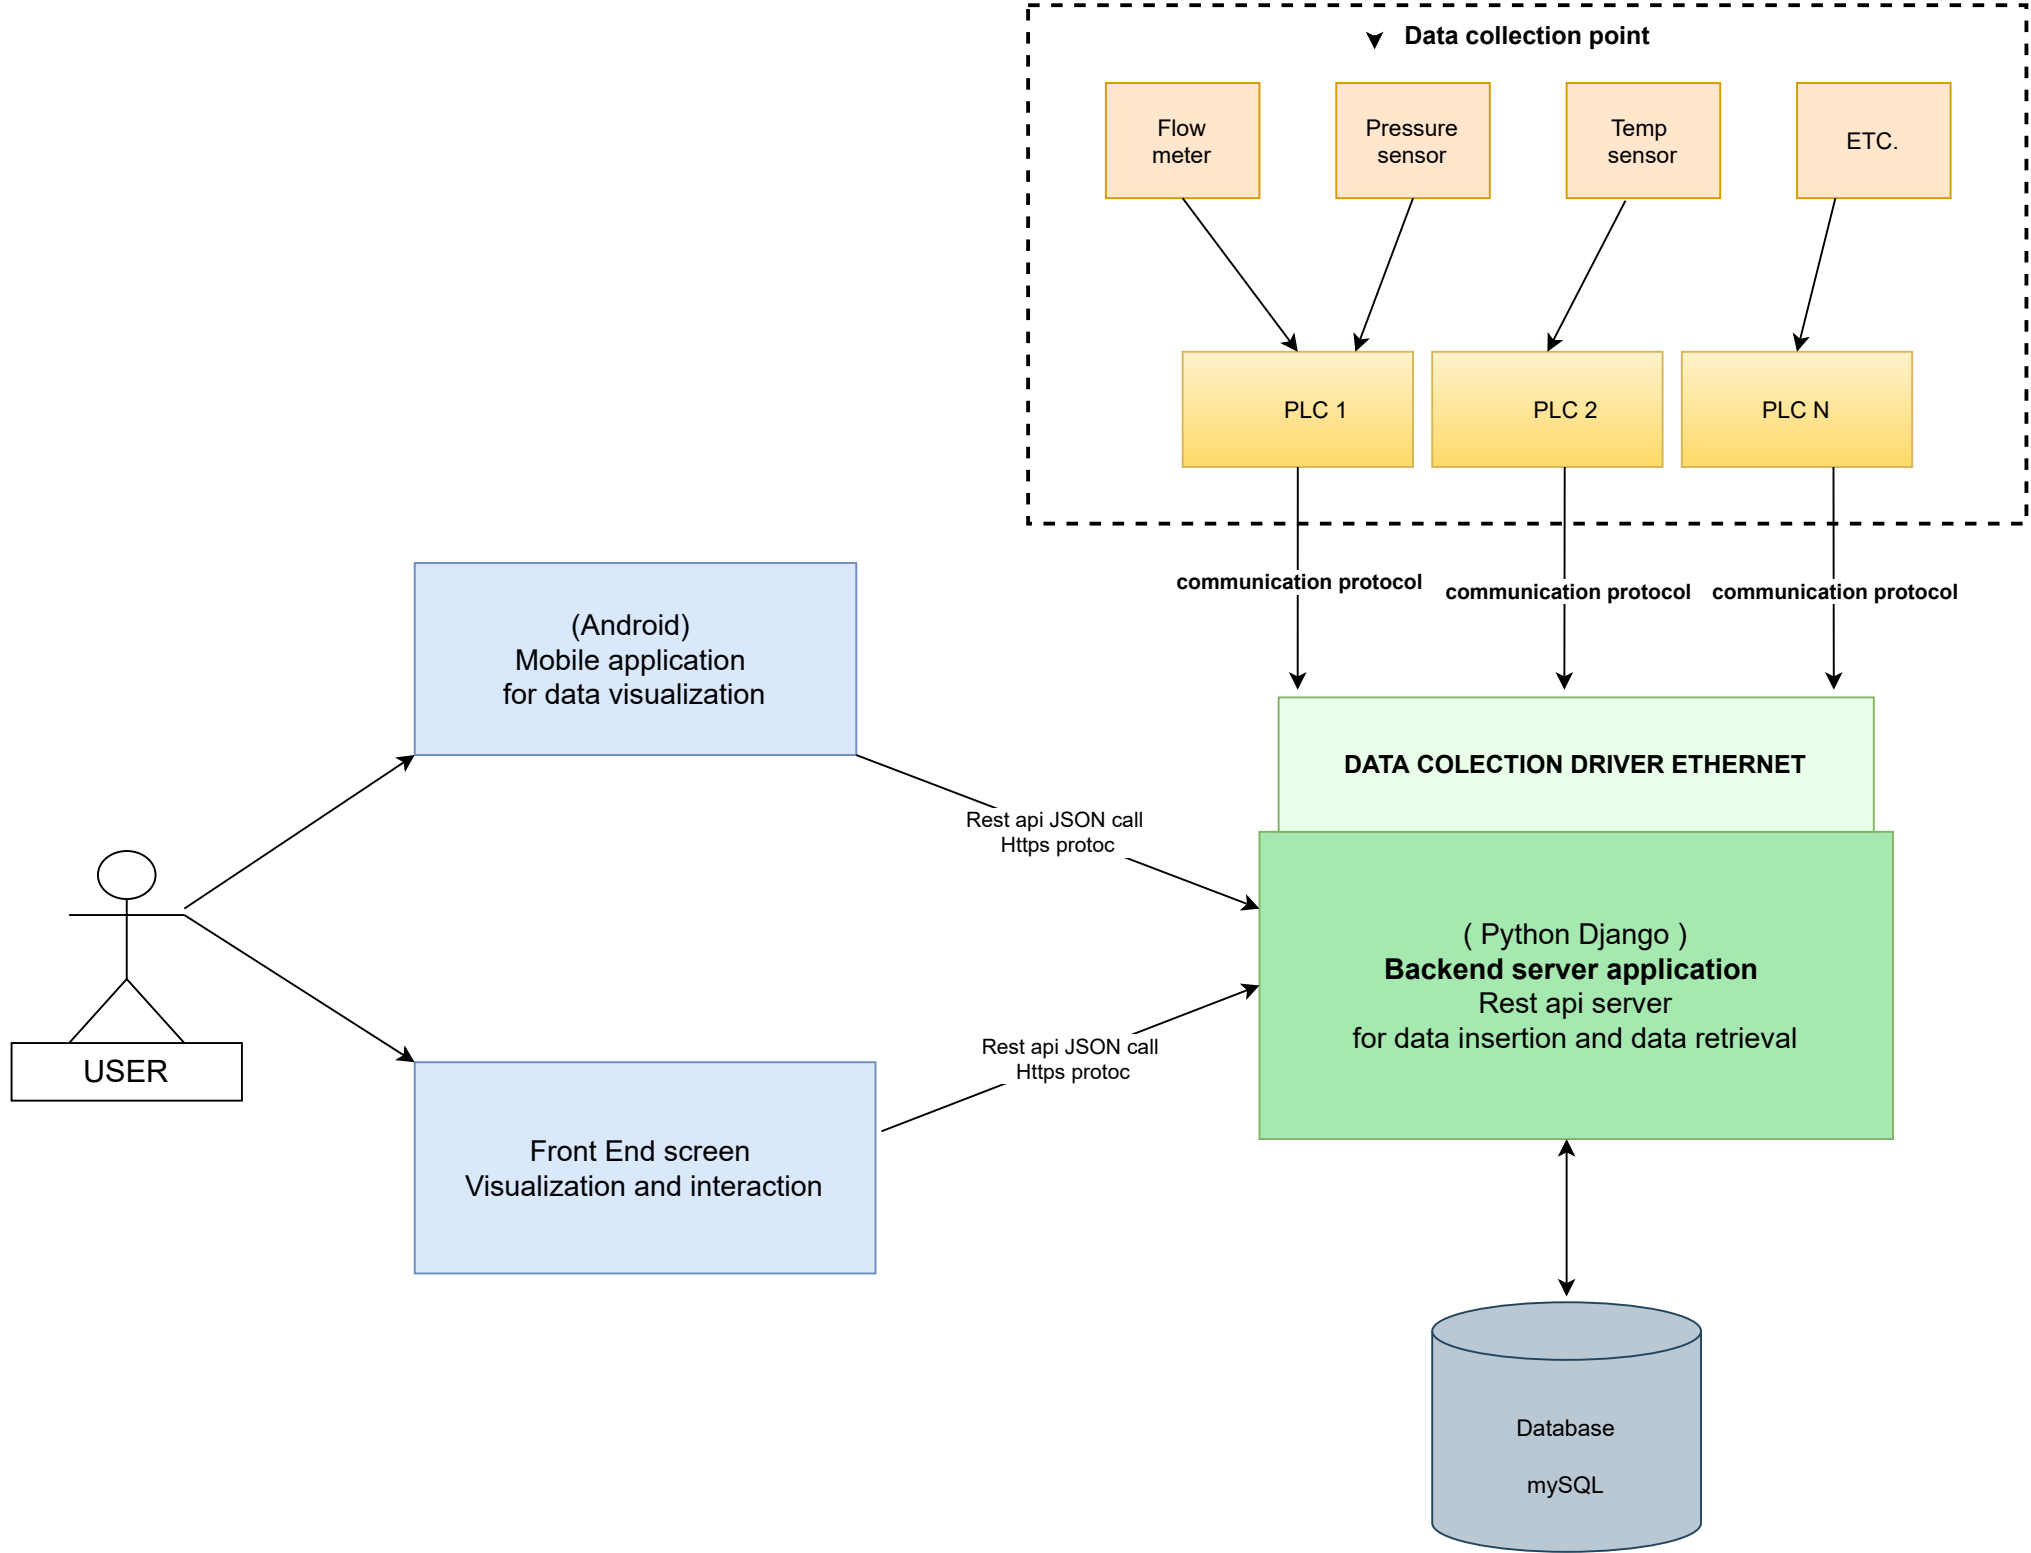 Data collection point
Flow
meter
Pressure
sensor
Temp
sensor
ETC.
PLC 1
PLC 2
PLC N
communication protocol
communication protocol
communication protocol
(Android)
Mobile application
for data visualization
DATA COLECTION DRIVER ETHERNET
Rest api JSON call
Https protoc
( Python Django )
Backend server application
Rest api server
for data insertion and data retrieval
Rest api JSON call
Https protoc
USER
Front End screen
Visualization and interaction
Database
mySQL